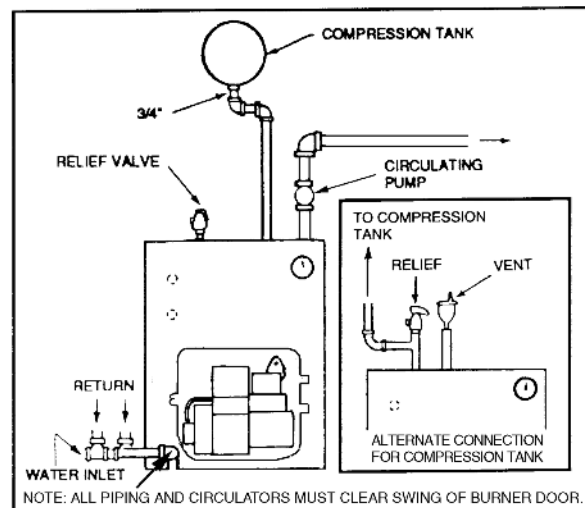 COMPRESSION TANK
3/4"
RELIEF VALVE
CIRCULATING
PUMP
TO COMPRESSION
TANK
RELIEF
VENT
RETURN
WATER INLET
ALTERNATE CONNECTION
FOR COMPRESSION TANK
NOTE: ALL PIPING AND CIRCULATORS MUST CLEAR SWING OF BURNER DOOR.